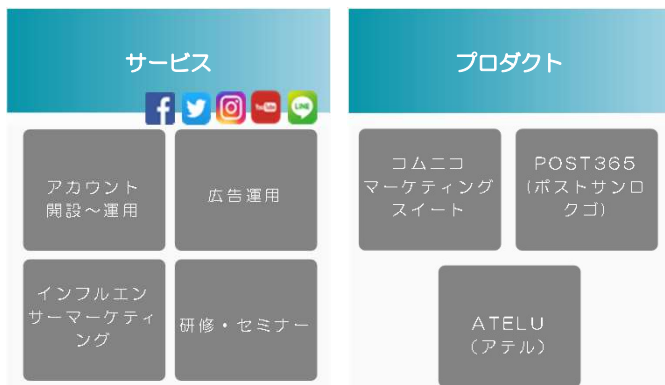 サービス
アカウント
開設～運用
広告運用
インフルエン
サーマーケティ
ング
研修・セミナー
プロダクト
コムニコ
マーケティング
スイート
POST365
(ポストサンロ
クゴ)
ATELU
(アテル)
YouTube
LINE